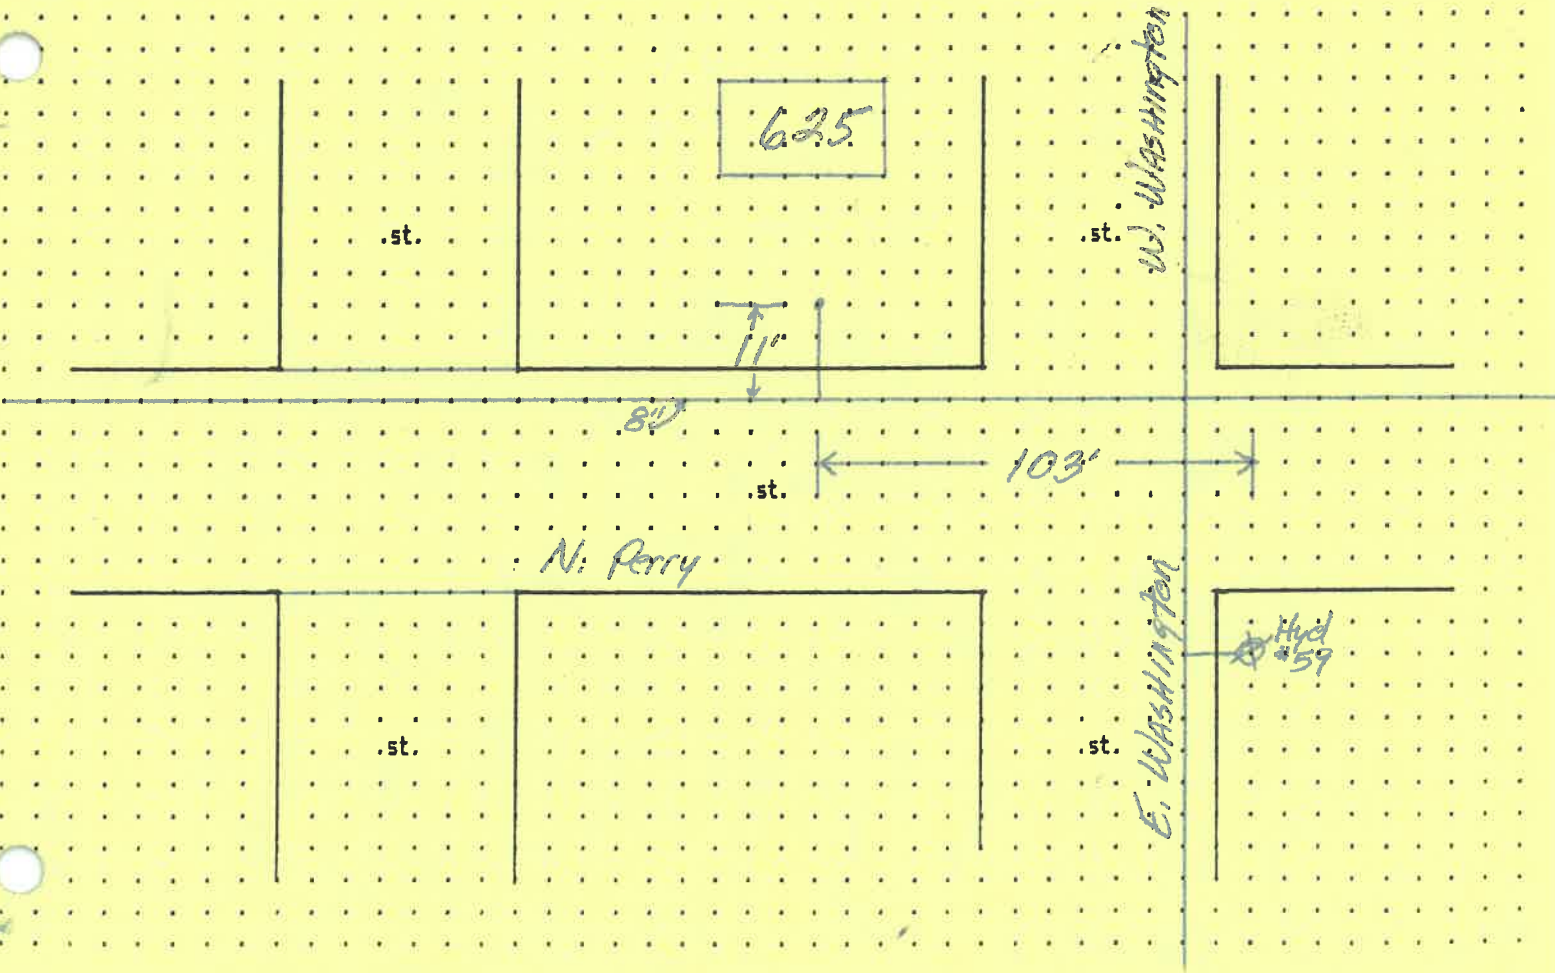 W. WASHINGTON
625
.st.
.st.
11'
8"
103'
.st.
N. Perry
E. WASHINGTON
Hyd
#59
.st.
.st.